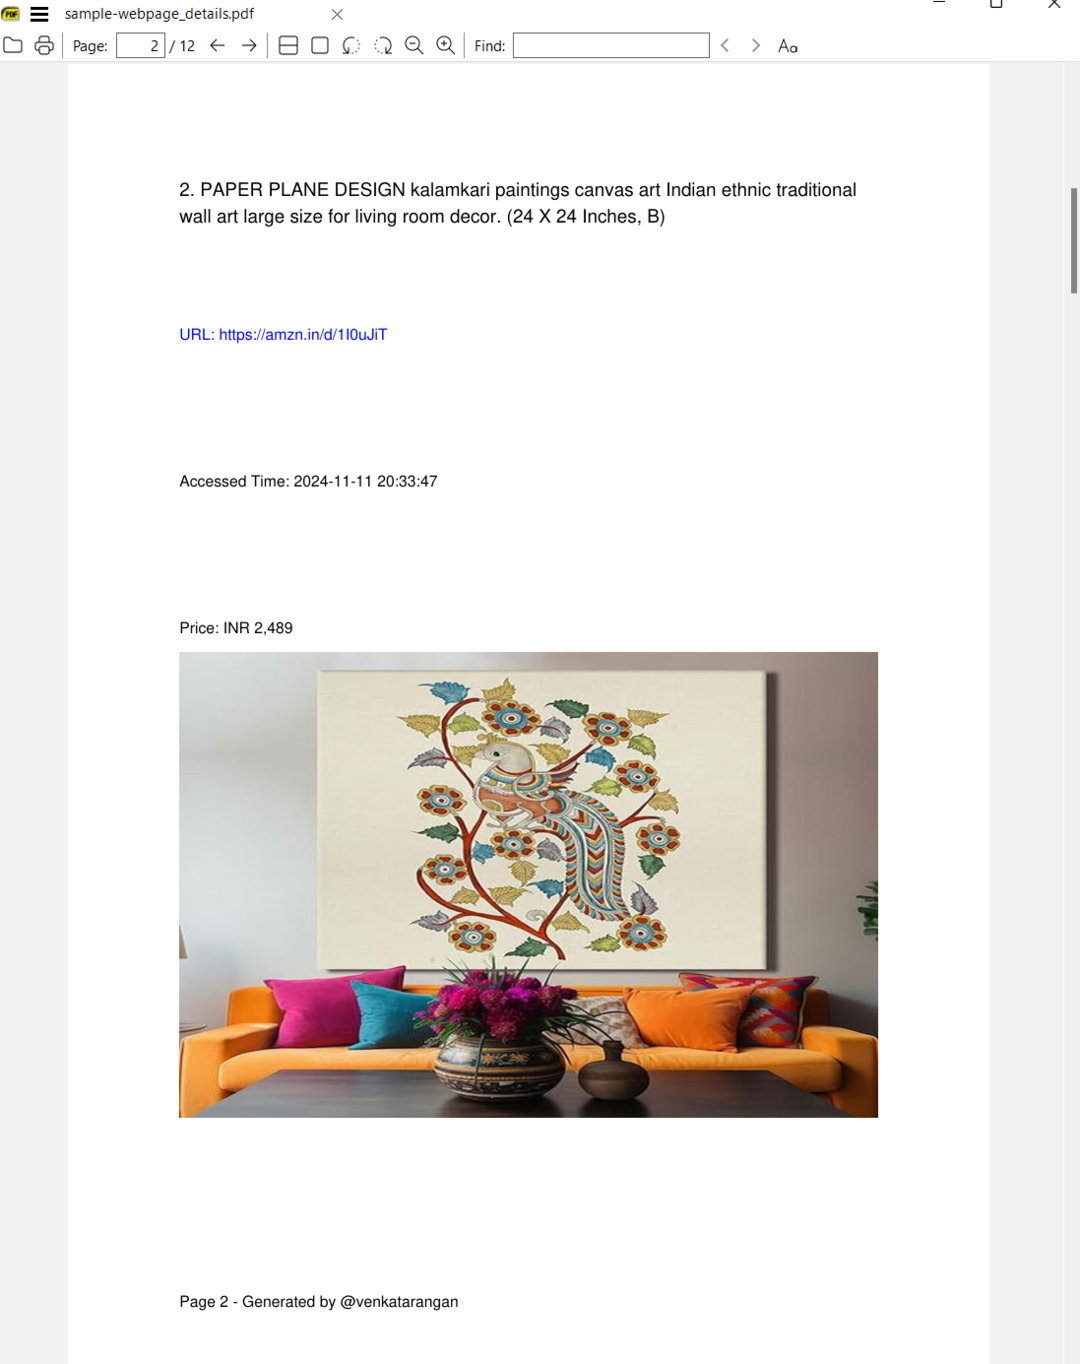 PDF sample-webpage_details.pdf
Page: 2 / 12 Find: Aa
2. PAPER PLANE DESIGN kalamkari paintings canvas art Indian ethnic traditional
wall art large size for living room decor. (24 X 24 Inches, B)
URL: https://amzn.in/d/1I0uJiT
Accessed Time: 2024-11-11 20:33:47
Price: INR 2,489
Page 2 - Generated by @venkatarangan